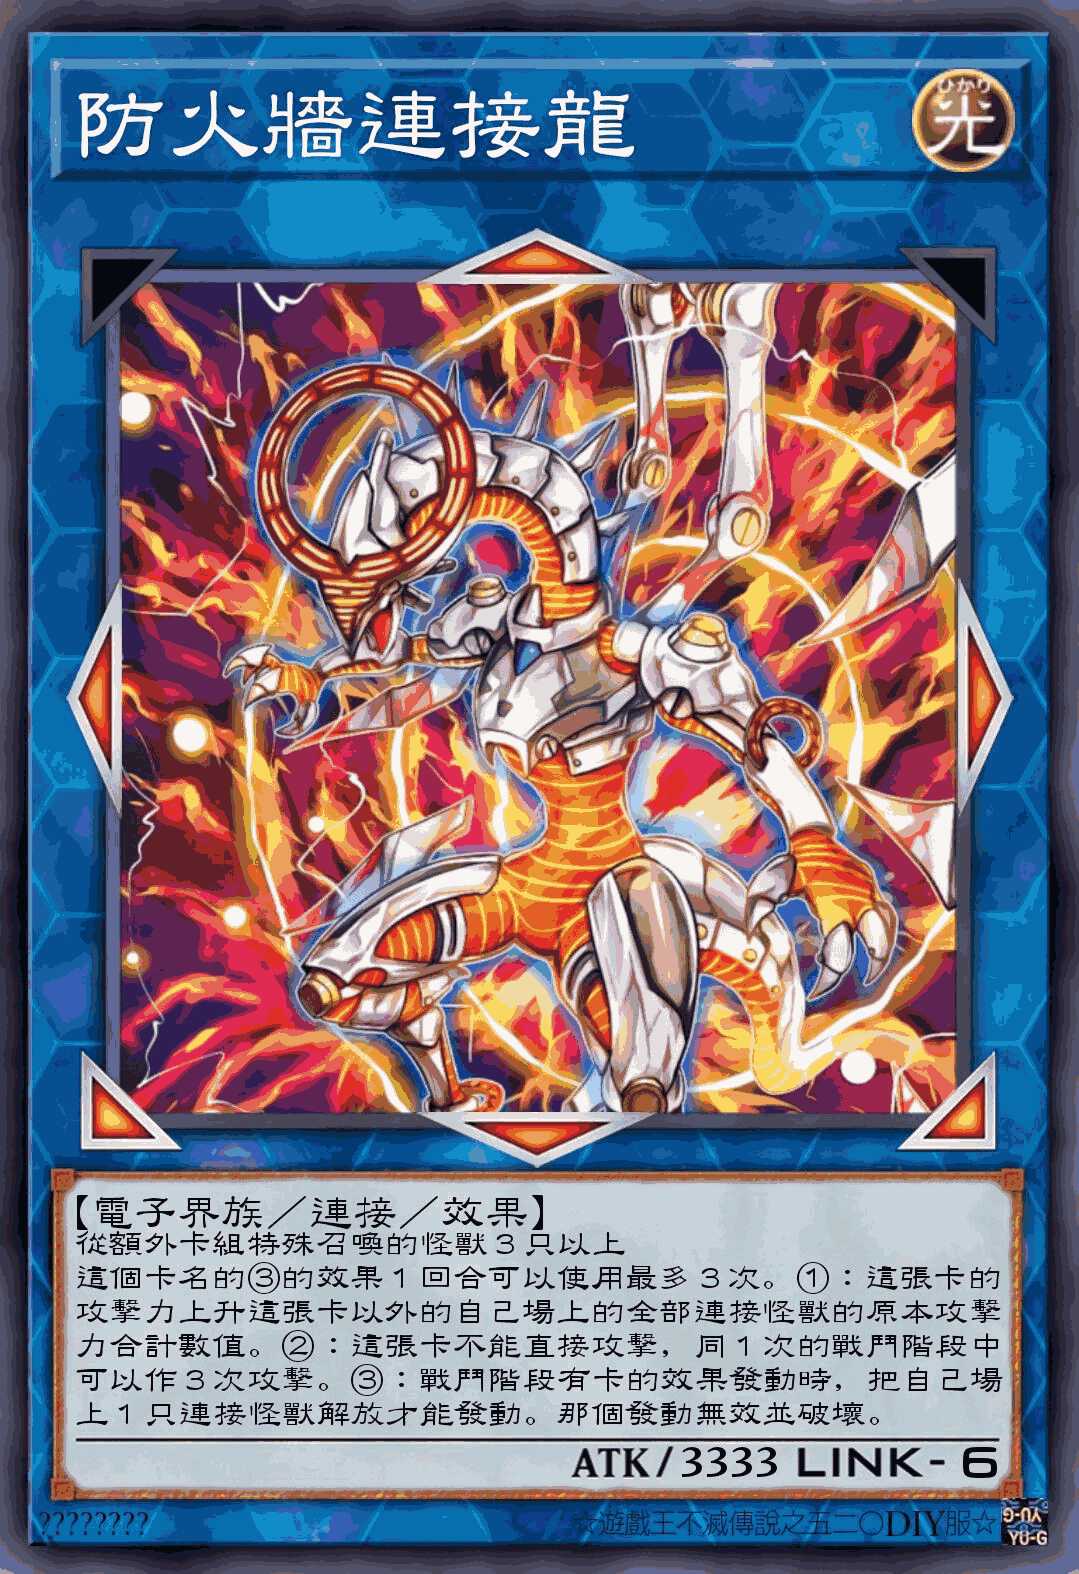 防火牆連接龍
ひかり
光
【電子界族／連接／效果】
從額外卡組特殊召喚的怪獸３只以上
這個卡名的③的效果１回合可以使用最多３次。①：這張卡的
攻擊力上升這張卡以外的自己場上的全部連接怪獸的原本攻擊
力合計數值。②：這張卡不能直接攻擊，同１次的戰鬥階段中
可以作３次攻擊。③：戰鬥階段有卡的效果發動時，把自己場
上１只連接怪獸解放才能發動。那個發動無效並破壞。
ATK/3333 LINK-6
???????? ☆遊戲王不滅傳說之五二〇DIY服☆
YU-G
YU-G